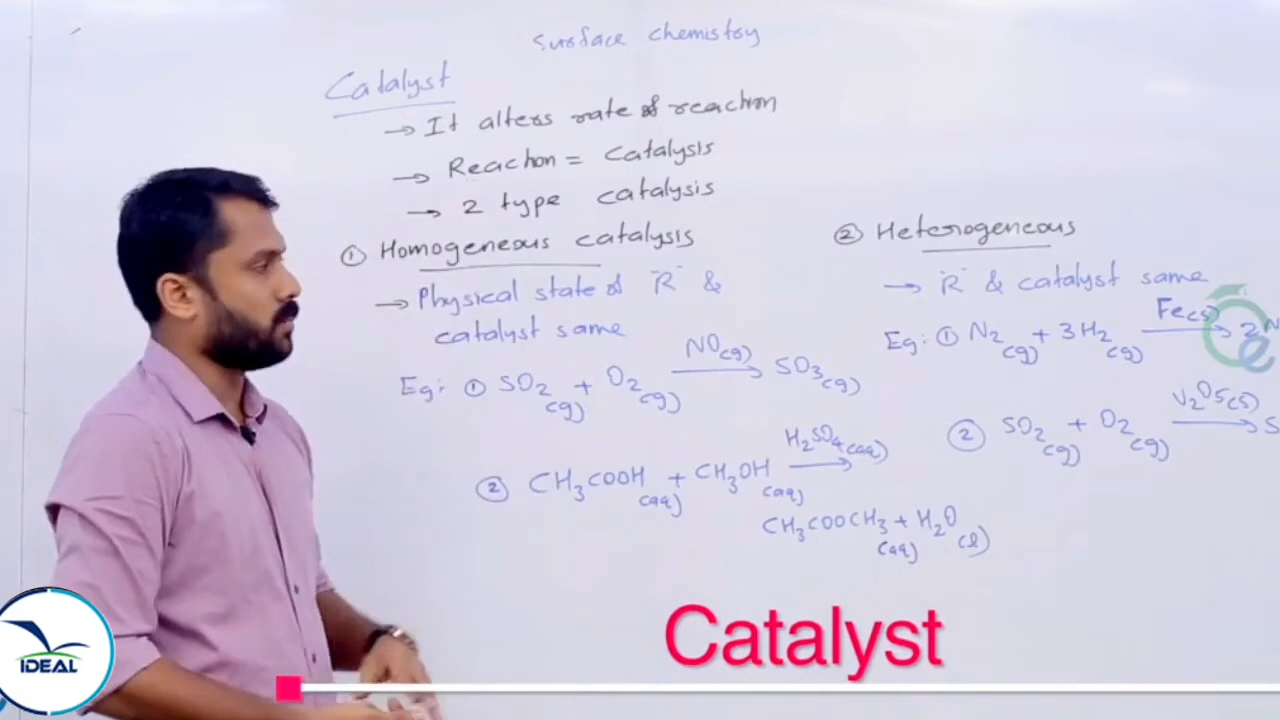 Surface chemistry
Catalyst
→ It alters rate of reaction
→ Reaction = Catalysis
→ 2 type catalysis
① Homogeneous catalysis
→ Physical state of "R" &
catalyst same
Eg: ① SO2(g) + O2(g) NO(g)→ SO3(g)
② CH3COOH(aq) + CH3OH(aq) H2SO4(aq)→
CH3COOCH3(aq) + H2O(l)
② Heterogeneous
→ "R" & catalyst same
Eg: ① N2(g) + 3H2(g) Fe(s)→ 2N
② SO2(g) + O2(g) V2O5(s)→ S
Catalyst
IDEAL